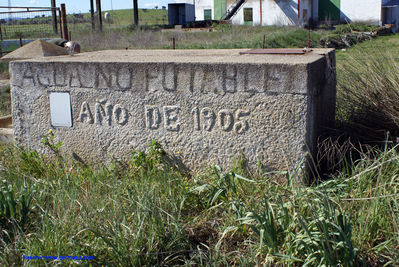 AGUA NO POTABLE
AÑO DE 1905